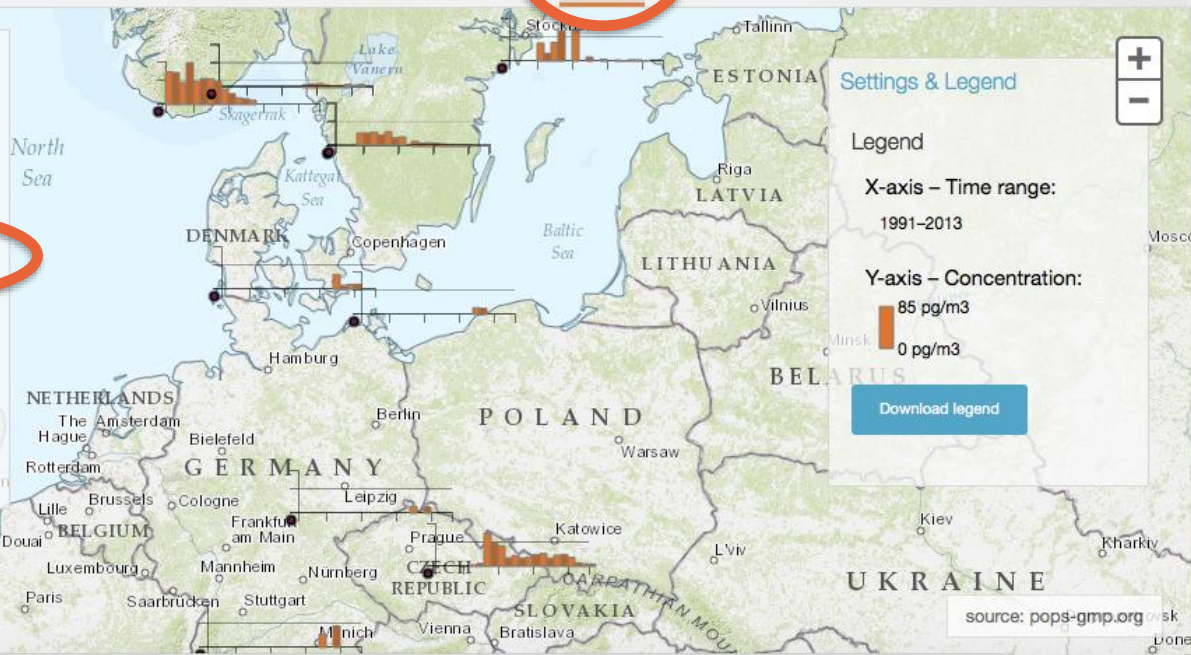 Tallinn
Lake
Vanern
ESTONIA
Settings & Legend
+
−
Skagerrak
Legend
North
Sea
Riga
LATVIA
X-axis – Time range:
1991–2013
Kattegat
Sea
DENMARK
Copenhagen
Baltic
Sea
LITHUANIA
Y-axis – Concentration:
85 pg/m3
0 pg/m3
Vilnius
Minsk
Hamburg
BELARUS
NETHERLANDS
Download legend
The Hague
Amsterdam
Berlin
POLAND
Bielefeld
Warsaw
Rotterdam
GERMANY
Leipzig
Lille
Brussels
Cologne
Frankfurt
am Main
Kiev
Douai
BELGIUM
Prague
Katowice
L'viv
Kharkiv
Luxembourg
Mannheim
Nürnberg
CZECH
REPUBLIC
CARPATHIAN
UKRAINE
Paris
Saarbrücken
Stuttgart
SLOVAKIA
source: pops-gmp.org
Munich
Vienna
Bratislava